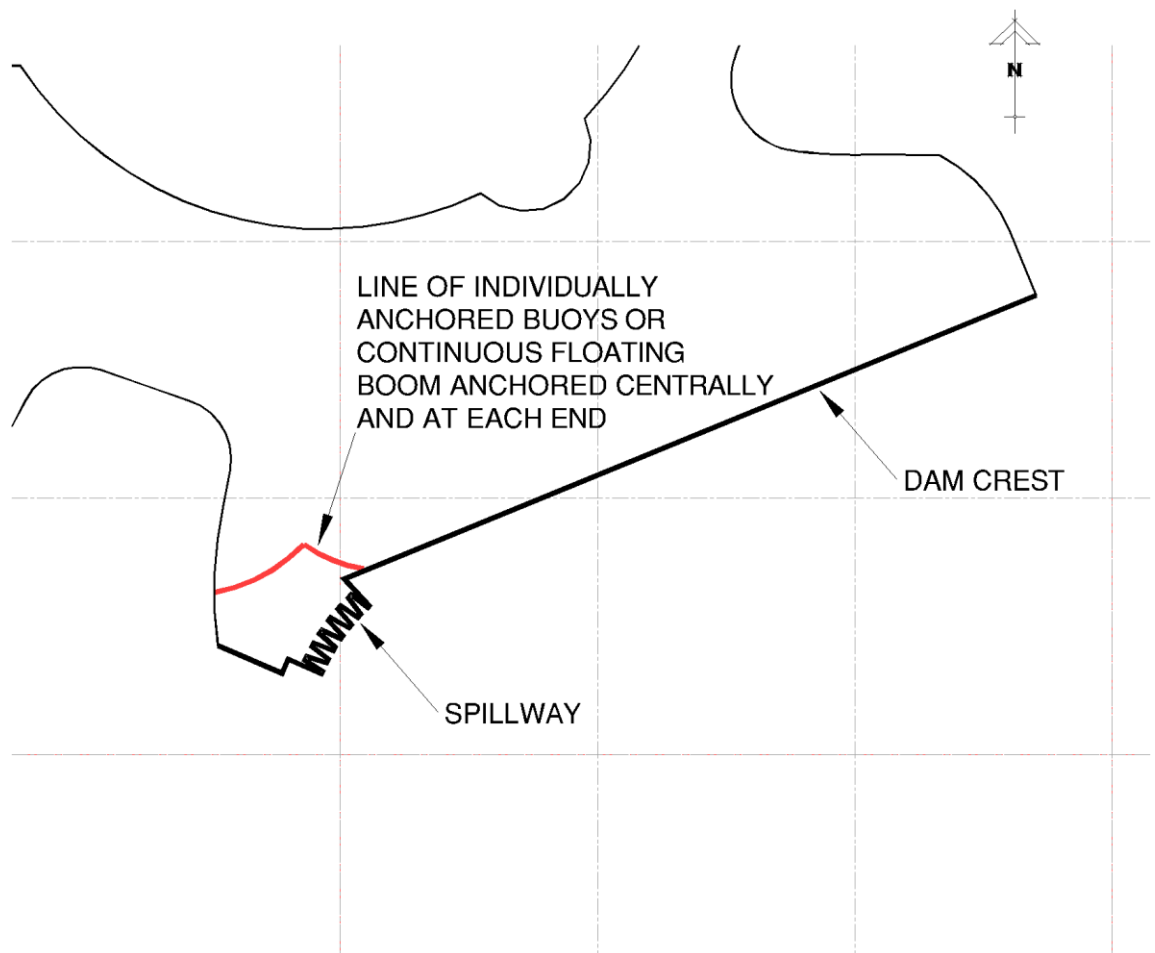 N
LINE OF INDIVIDUALLY
ANCHORED BUOYS OR
CONTINUOUS FLOATING
BOOM ANCHORED CENTRALLY
AND AT EACH END
DAM CREST
SPILLWAY